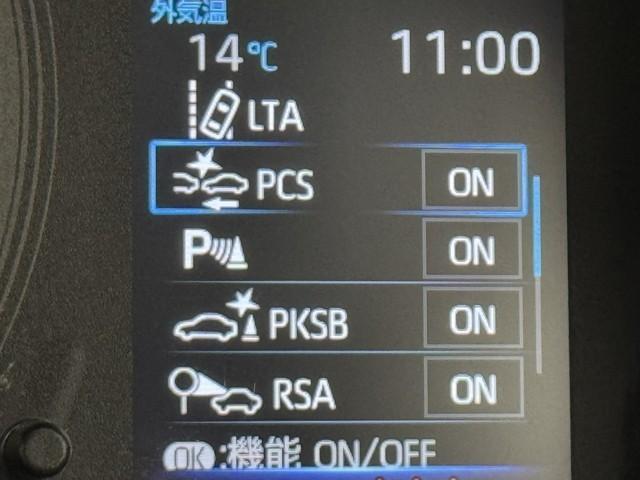 外気温
14℃ 11:00
LTA
PCS ON
P ON
PKSB ON
RSA ON
OK:機能 ON/OFF